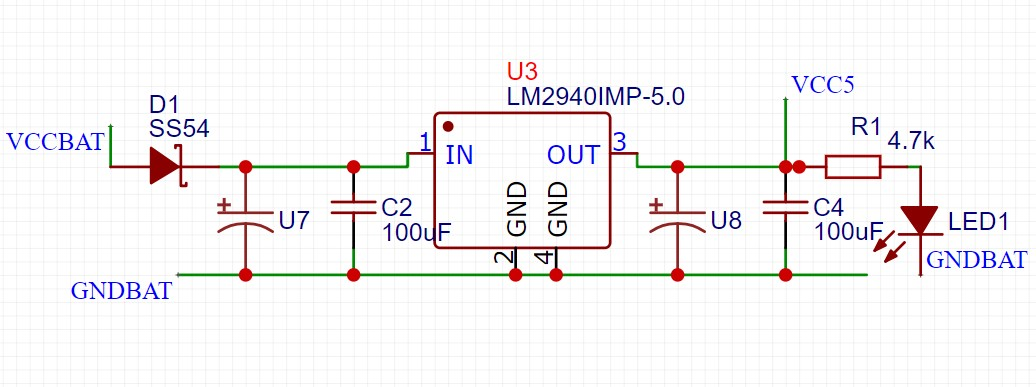 U3
LM2940IMP-5.0
VCC5
D1
SS54
VCCBAT
1
IN
OUT
3
R1
4.7k
GND
GND
+
U7
C2
100uF
+
U8
C4
100uF
LED1
2
4
GNDBAT
GNDBAT